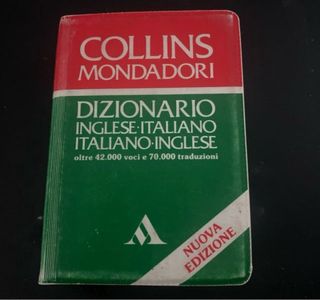 COLLINS
MONDADORI
DIZIONARIO
INGLESE·ITALIANO
ITALIANO·INGLESE
oltre 42.000 voci e 70.000 traduzioni
NUOVA
EDIZIONE